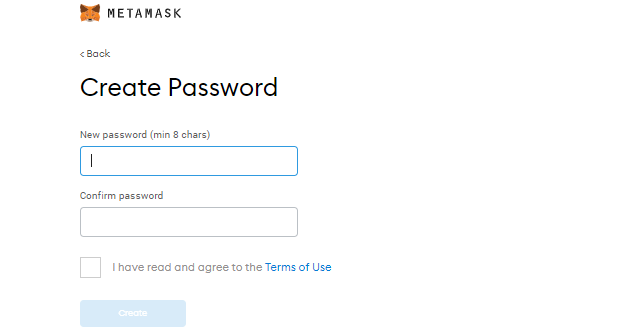 METAMASK
< Back
Create Password
New password (min 8 chars)
Confirm password
I have read and agree to the Terms of Use
Create